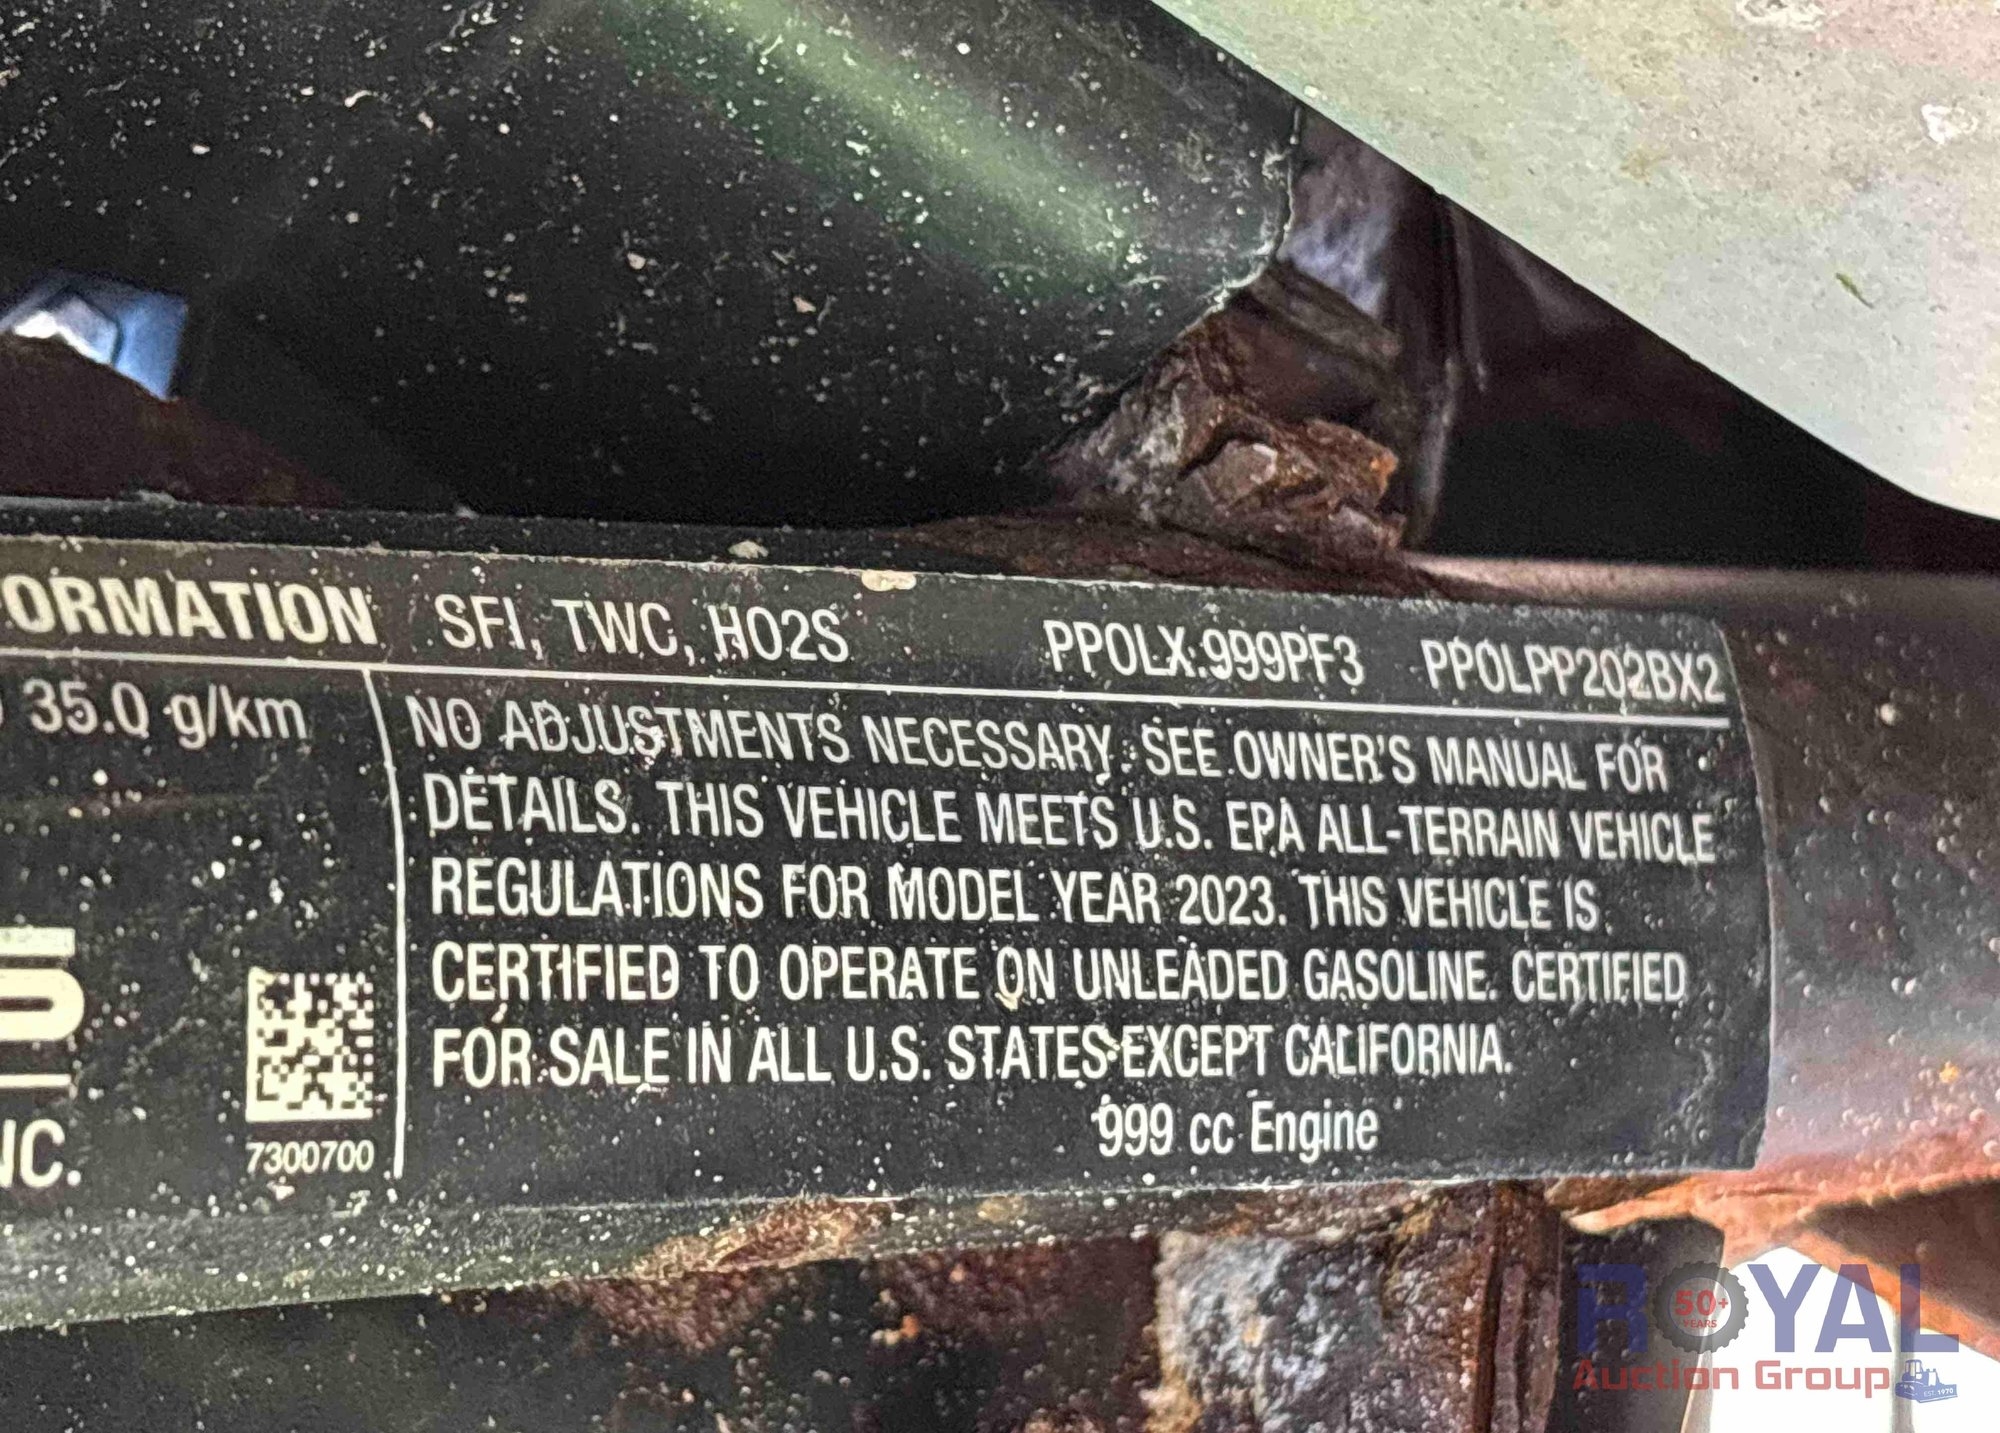 ORMATION SFI, TWC, HO2S PPOLX.999PF3 PPOLPP202BX2
35.0 g/km
NO ADJUSTMENTS NECESSARY. SEE OWNER'S MANUAL FOR
DETAILS. THIS VEHICLE MEETS U.S. EPA ALL-TERRAIN VEHICLE
REGULATIONS FOR MODEL YEAR 2023. THIS VEHICLE IS
CERTIFIED TO OPERATE ON UNLEADED GASOLINE. CERTIFIED
FOR SALE IN ALL U.S. STATES EXCEPT CALIFORNIA.
999 cc Engine
NC.
7300700
ROYAL
50+
YEARS
Auction Group
EST. 1970